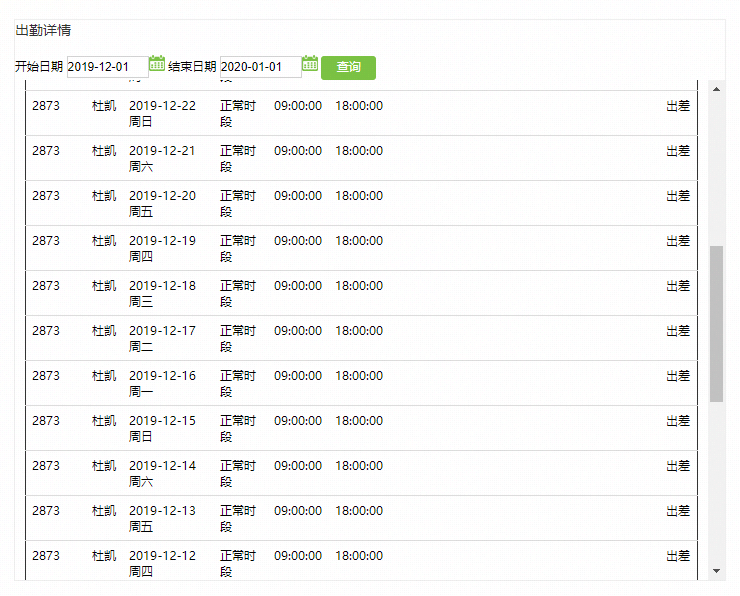 出勤详情
开始日期 2019-12-01 结束日期 2020-01-01 查询
2873 杜凯 2019-12-22 周日 正常时段 09:00:00 18:00:00 出差
2873 杜凯 2019-12-21 周六 正常时段 09:00:00 18:00:00 出差
2873 杜凯 2019-12-20 周五 正常时段 09:00:00 18:00:00 出差
2873 杜凯 2019-12-19 周四 正常时段 09:00:00 18:00:00 出差
2873 杜凯 2019-12-18 周三 正常时段 09:00:00 18:00:00 出差
2873 杜凯 2019-12-17 周二 正常时段 09:00:00 18:00:00 出差
2873 杜凯 2019-12-16 周一 正常时段 09:00:00 18:00:00 出差
2873 杜凯 2019-12-15 周日 正常时段 09:00:00 18:00:00 出差
2873 杜凯 2019-12-14 周六 正常时段 09:00:00 18:00:00 出差
2873 杜凯 2019-12-13 周五 正常时段 09:00:00 18:00:00 出差
2873 杜凯 2019-12-12 周四 正常时段 09:00:00 18:00:00 出差